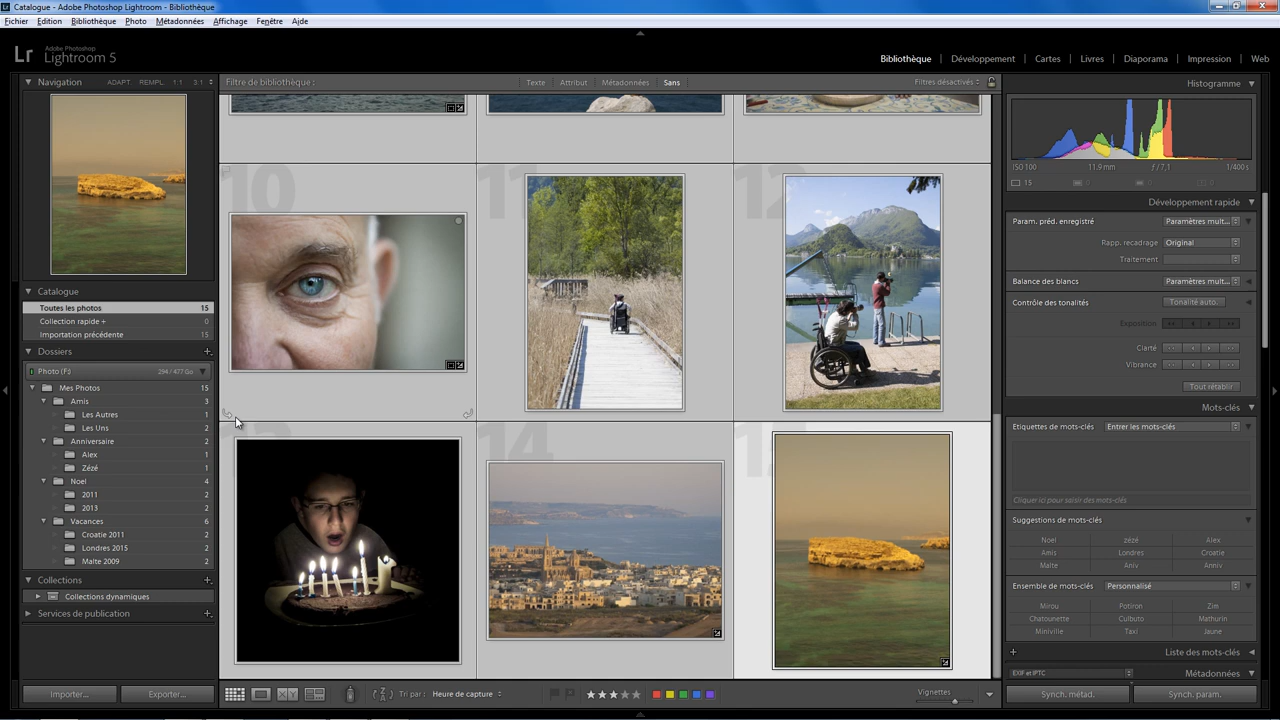 Catalogue - Adobe Photoshop Lightroom - Bibliothèque
Fichier Edition Bibliothèque Photo Métadonnées Affichage Fenêtre Aide
Lr Adobe Photoshop
Lightroom 5
Bibliothèque | Développement | Cartes | Livres | Diaporama | Impression | Web
Navigation ADAPT REMPL. 1:1 3:1
Filtre de bibliothèque : Texte Attribut Métadonnées Sans Filtres désactivés
Histogramme
ISO 100 11.9 mm ƒ / 7,1 1/400 s
15
Catalogue
Toutes les photos 15
Collection rapide + 0
Importation précédente 15
Dossiers
Photo (F:) 294 / 477 Go
Mes Photos 15
Amis 3
Les Autres 1
Les Uns 2
Anniversaire 2
Alex 1
Zézé 1
Noel 4
2011 2
2013 2
Vacances 6
Croatie 2011 2
Londres 2015 2
Malte 2009 2
Collections
Collections dynamiques
Services de publication
Importer... Exporter...
10 11 12
13 14 15
Tri par : Heure de capture
Vignettes
Développement rapide
Param. préd. enregistré Paramètres mult...
Rapp. recadrage Original
Traitement
Balance des blancs Paramètres mult...
Contrôle des tonalités Tonalité auto.
Exposition
Clarté
Vibrance
Tout rétablir
Mots-clés
Etiquettes de mots-clés Entrer les mots-clés
Cliquer ici pour saisir des mots-clés
Suggestions de mots-clés
Noel zézé Alex
Amis Londres Croatie
Malte Aniv Anniv
Ensemble de mots-clés Personnalisé
Mirou Potiron Zim
Chatounette Culbuto Mathurin
Miniville Taxi Jaune
Liste des mots-clés
EXIF et IPTC Métadonnées
Synch. métad. Synch. param.